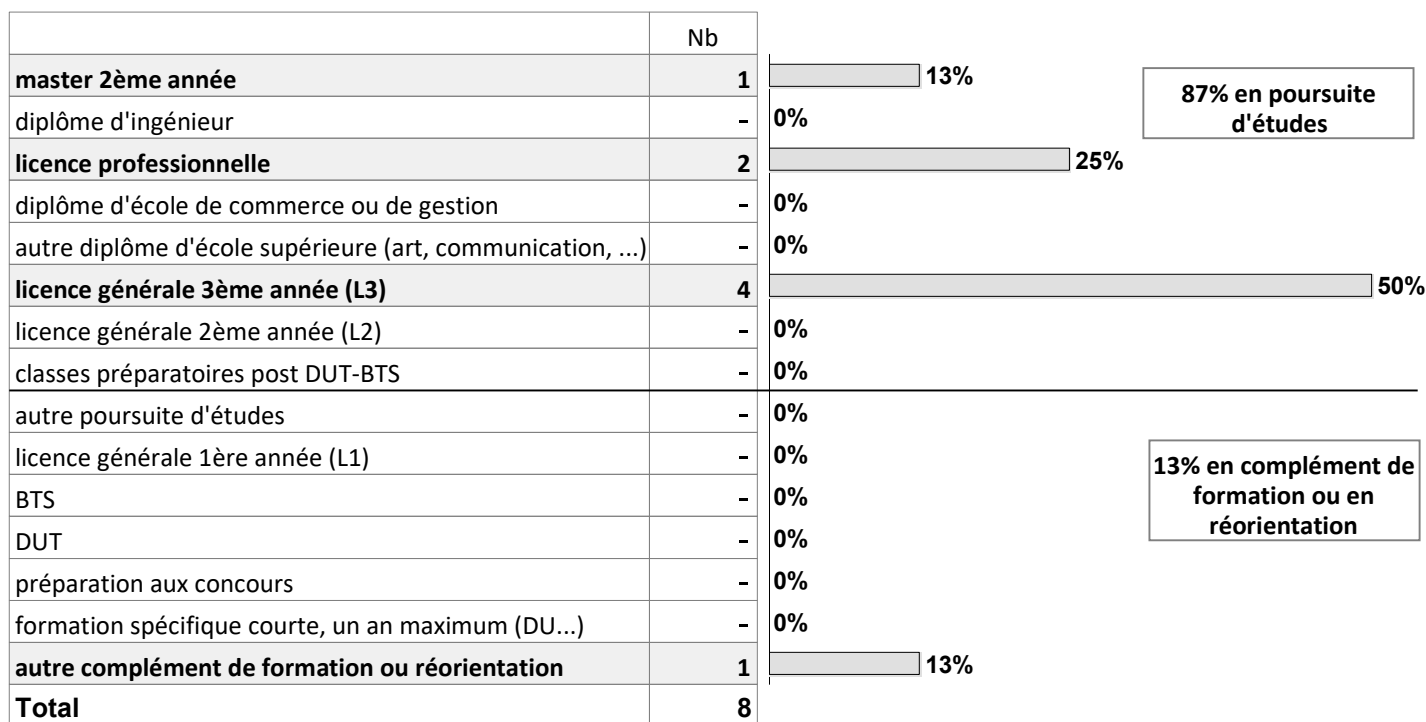 Nb
master 2ème année 1 13%
diplôme d'ingénieur - 0%
licence professionnelle 2 25%
diplôme d'école de commerce ou de gestion - 0%
autre diplôme d'école supérieure (art, communication, ...) - 0%
licence générale 3ème année (L3) 4 50%
licence générale 2ème année (L2) - 0%
classes préparatoires post DUT-BTS - 0%
autre poursuite d'études - 0%
licence générale 1ère année (L1) - 0%
BTS - 0%
DUT - 0%
préparation aux concours - 0%
formation spécifique courte, un an maximum (DU...) - 0%
autre complément de formation ou réorientation 1 13%
Total 8
87% en poursuite
d'études
13% en complément de
formation ou en
réorientation